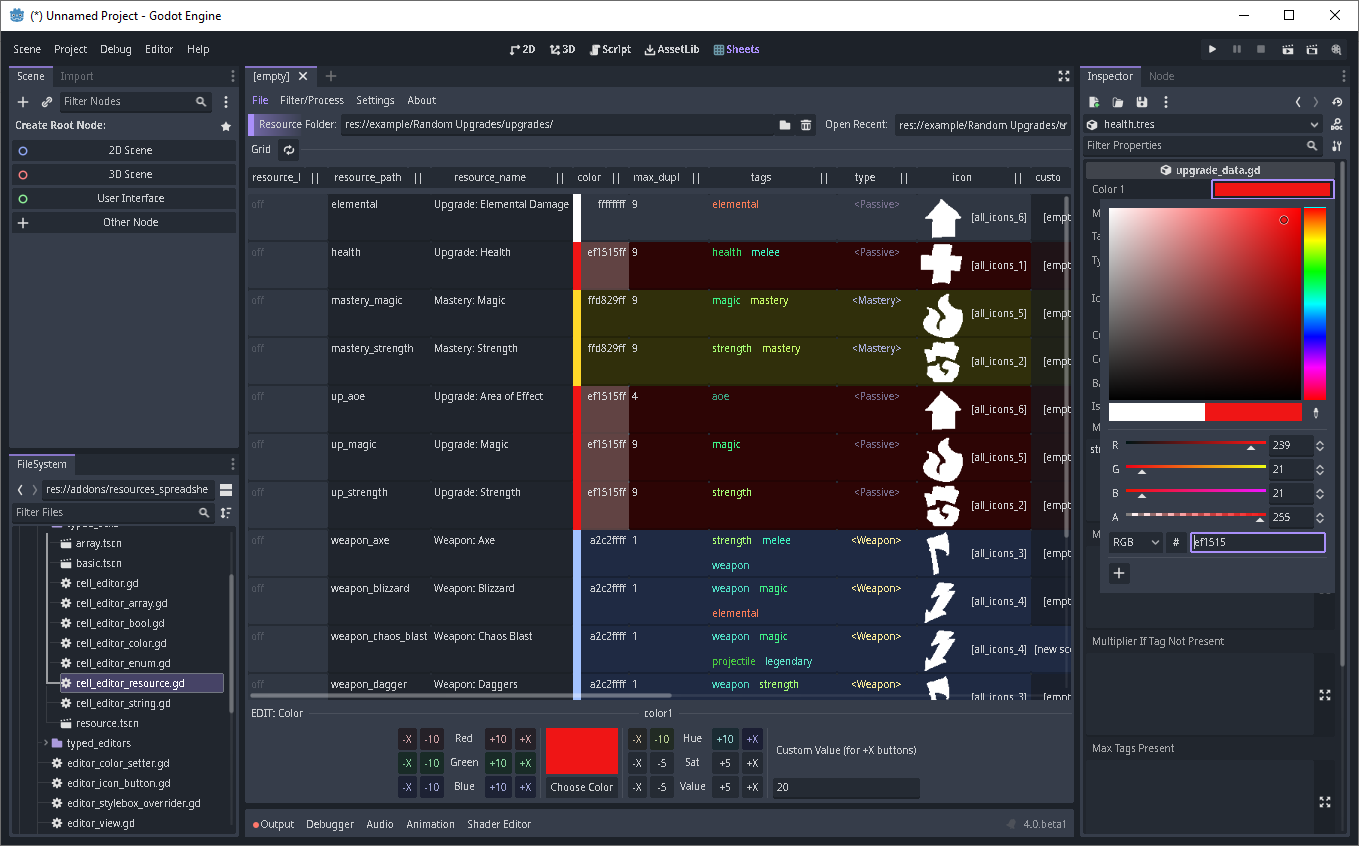 (*) Unnamed Project - Godot Engine
Scene Project Debug Editor Help
2D 3D Script AssetLib Sheets
Scene Import
Filter Nodes
Create Root Node:
2D Scene
3D Scene
User Interface
Other Node
FileSystem
res://addons/resources_spreadshe
Filter Files
array.tscn
basic.tscn
cell_editor.gd
cell_editor_array.gd
cell_editor_bool.gd
cell_editor_color.gd
cell_editor_enum.gd
cell_editor_resource.gd
cell_editor_string.gd
resource.tscn
typed_editors
editor_color_setter.gd
editor_icon_button.gd
editor_stylebox_overrider.gd
editor_view.gd
[empty]
File Filter/Process Settings About
Resource Folder: res://example/Random Upgrades/upgrades/ Open Recent: res://example/Random Upgrades/u
Grid
resource_l resource_path resource_name color max_dupl tags type icon custo
off elemental Upgrade: Elemental Damage ffffffff 9 elemental <Passive> [all_icons_6] [empt
off health Upgrade: Health ef1515ff 9 health melee <Passive> [all_icons_1] [empt
off mastery_magic Mastery: Magic ffd829ff 9 magic mastery <Mastery> [all_icons_5] [empt
off mastery_strength Mastery: Strength ffd829ff 9 strength mastery <Mastery> [all_icons_2] [empt
off up_aoe Upgrade: Area of Effect ef1515ff 4 aoe <Passive> [all_icons_6] [empt
off up_magic Upgrade: Magic ef1515ff 9 magic <Passive> [all_icons_5] [empt
off up_strength Upgrade: Strength ef1515ff 9 strength <Passive> [all_icons_2] [empt
off weapon_axe Weapon: Axe a2c2ffff 1 strength melee <Weapon> [all_icons_3] [empt
weapon
off weapon_blizzard Weapon: Blizzard a2c2ffff 1 weapon magic <Weapon> [all_icons_4] [empt
elemental
off weapon_chaos_blast Weapon: Chaos Blast a2c2ffff 1 weapon magic <Weapon> [all_icons_4] [new sc
projectile legendary
off weapon_dagger Weapon: Daggers a2c2ffff 1 weapon strength <Weapon> [all_icons_3] [empt
EDIT: Color color1
-X -10 Red +10 +X -X -10 Hue +10 +X
-X -10 Green +10 +X -X -5 Sat +5 +X
-X -10 Blue +10 +X Choose Color -X -5 Value +5 +X
Custom Value (for +X buttons)
20
Output Debugger Audio Animation Shader Editor 4.0.beta1
Inspector Node
health.tres
DOC
Filter Properties
upgrade_data.gd
Color 1
M
Ta
Ty
Ic
Cu
Co
Ba
Is
M
str
M
R 239
G 21
B 21
A 255
RGB # ef1515
Multiplier If Tag Not Present
Max Tags Present